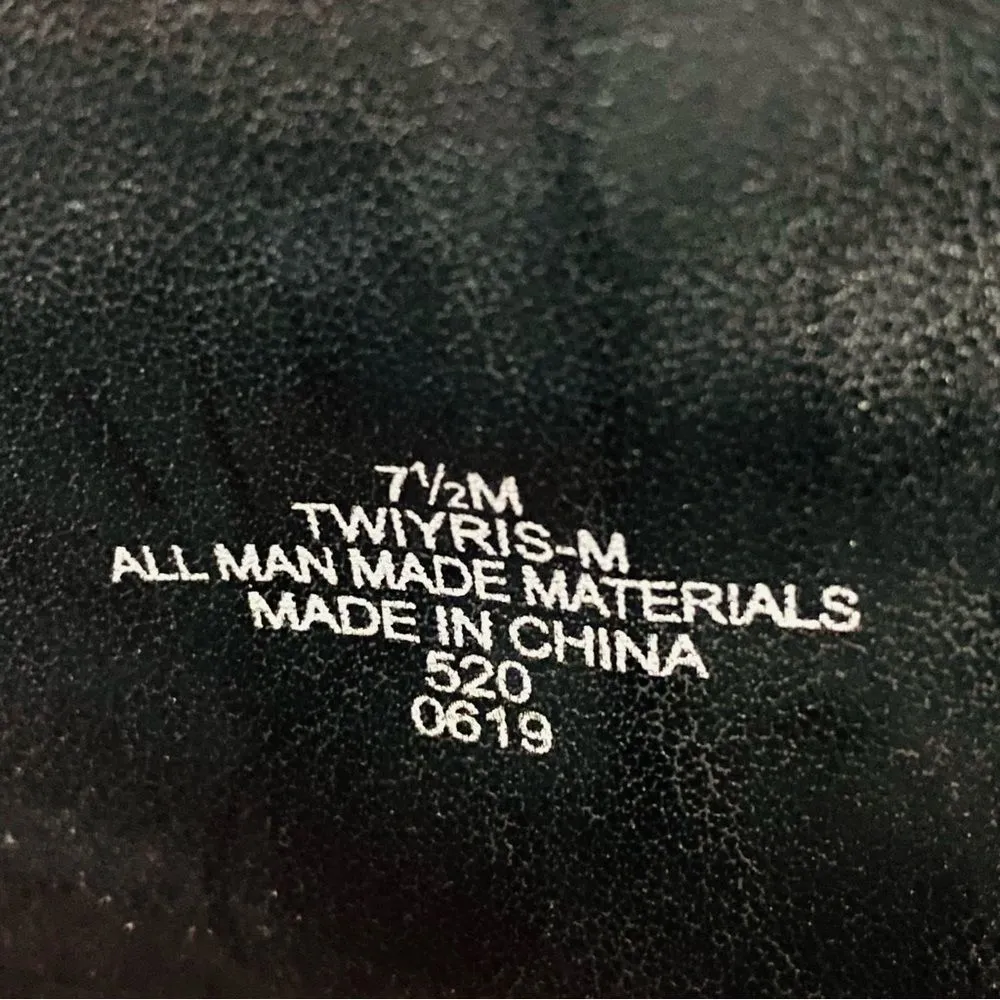 7½M
TWIYRIS-M
ALL MAN MADE MATERIALS
MADE IN CHINA
520
0619